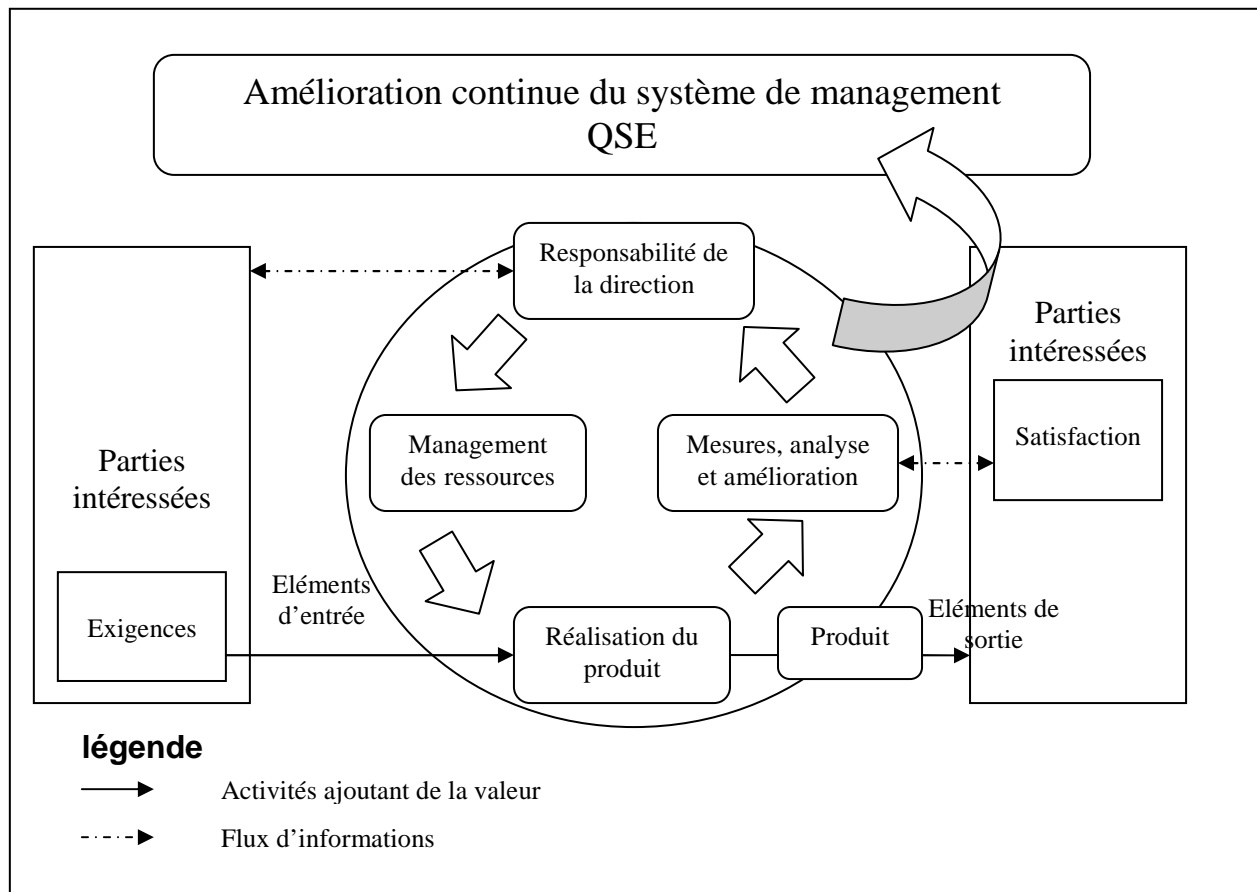 Amélioration continue du système de management
QSE
Responsabilité de
la direction
Parties
intéressées
Satisfaction
Management
des ressources
Mesures, analyse
et amélioration
Parties
intéressées
Exigences
Eléments
d’entrée
Réalisation du
produit
Produit
Eléments de
sortie
légende
Activités ajoutant de la valeur
Flux d’informations